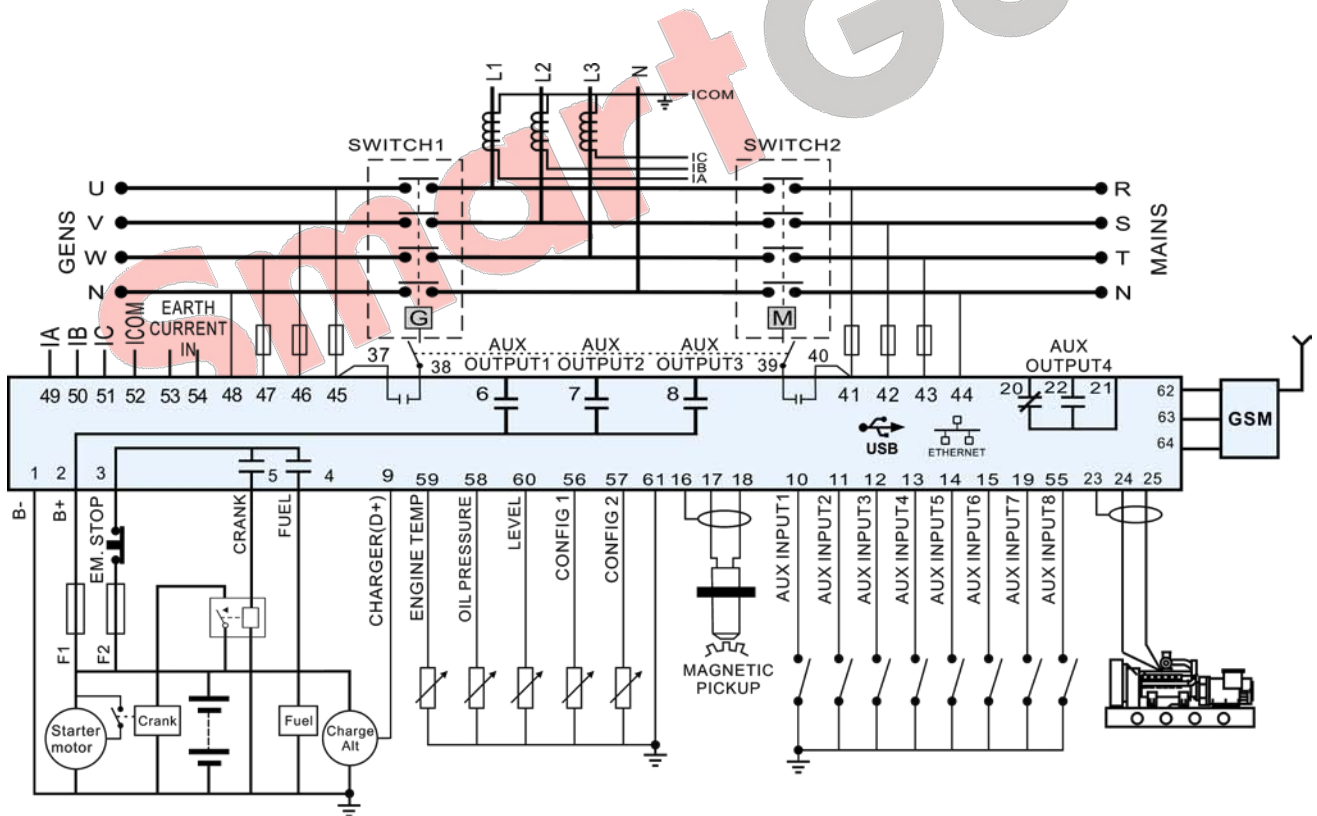 SmartGe
L1 L2 L3 N
ICOM
SWITCH1 SWITCH2
IC
IB
IA
U R
V S
W T
N N
GENS
MAINS
G M
IA IB IC ICOM
EARTH
CURRENT
IN
37 38 39 40
AUX
OUTPUT1
AUX
OUTPUT2
AUX
OUTPUT3
AUX
OUTPUT4
49 50 51 52 53 54 48 47 46 45 6 7 8 41 42 43 44 20 22 21
62
63
64
GSM
USB
ETHERNET
1 2 3 5 4 9 59 58 60 56 57 61 16 17 18 10 11 12 13 14 15 19 55 23 24 25
B-
B+
EM. STOP
CRANK
FUEL
CHARGER(D+)
ENGINE TEMP
OIL PRESSURE
LEVEL
CONFIG 1
CONFIG 2
AUX INPUT1
AUX INPUT2
AUX INPUT3
AUX INPUT4
AUX INPUT5
AUX INPUT6
AUX INPUT7
AUX INPUT8
F1
F2
MAGNETIC
PICKUP
Starter
motor
Crank
Fuel
Charge
Alt